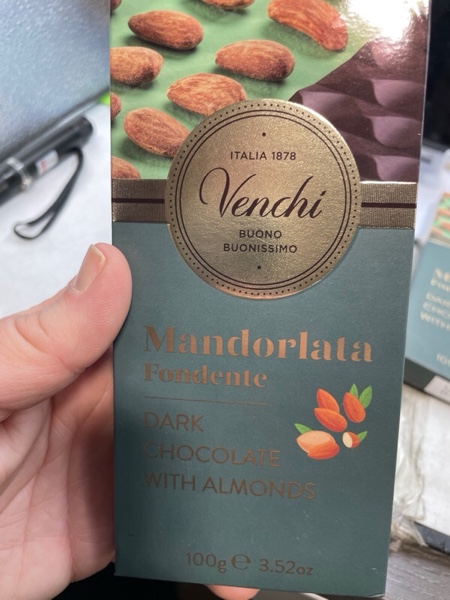 ITALIA 1878
Venchi
BUONO
BUONISSIMO
Mandorlata
Fondente
DARK
CHOCOLATE
WITH ALMONDS
100g ℮ 3.52oz